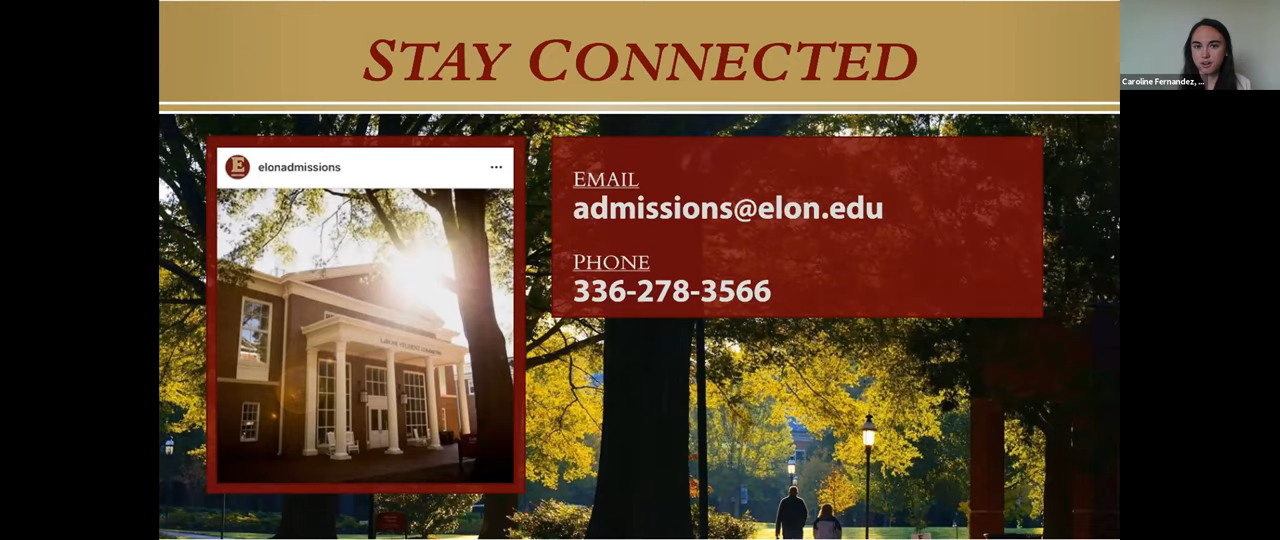 STAY CONNECTED
Caroline Fernandez, ...
E
elonadmissions
EMAIL
admissions@elon.edu
PHONE
336-278-3566